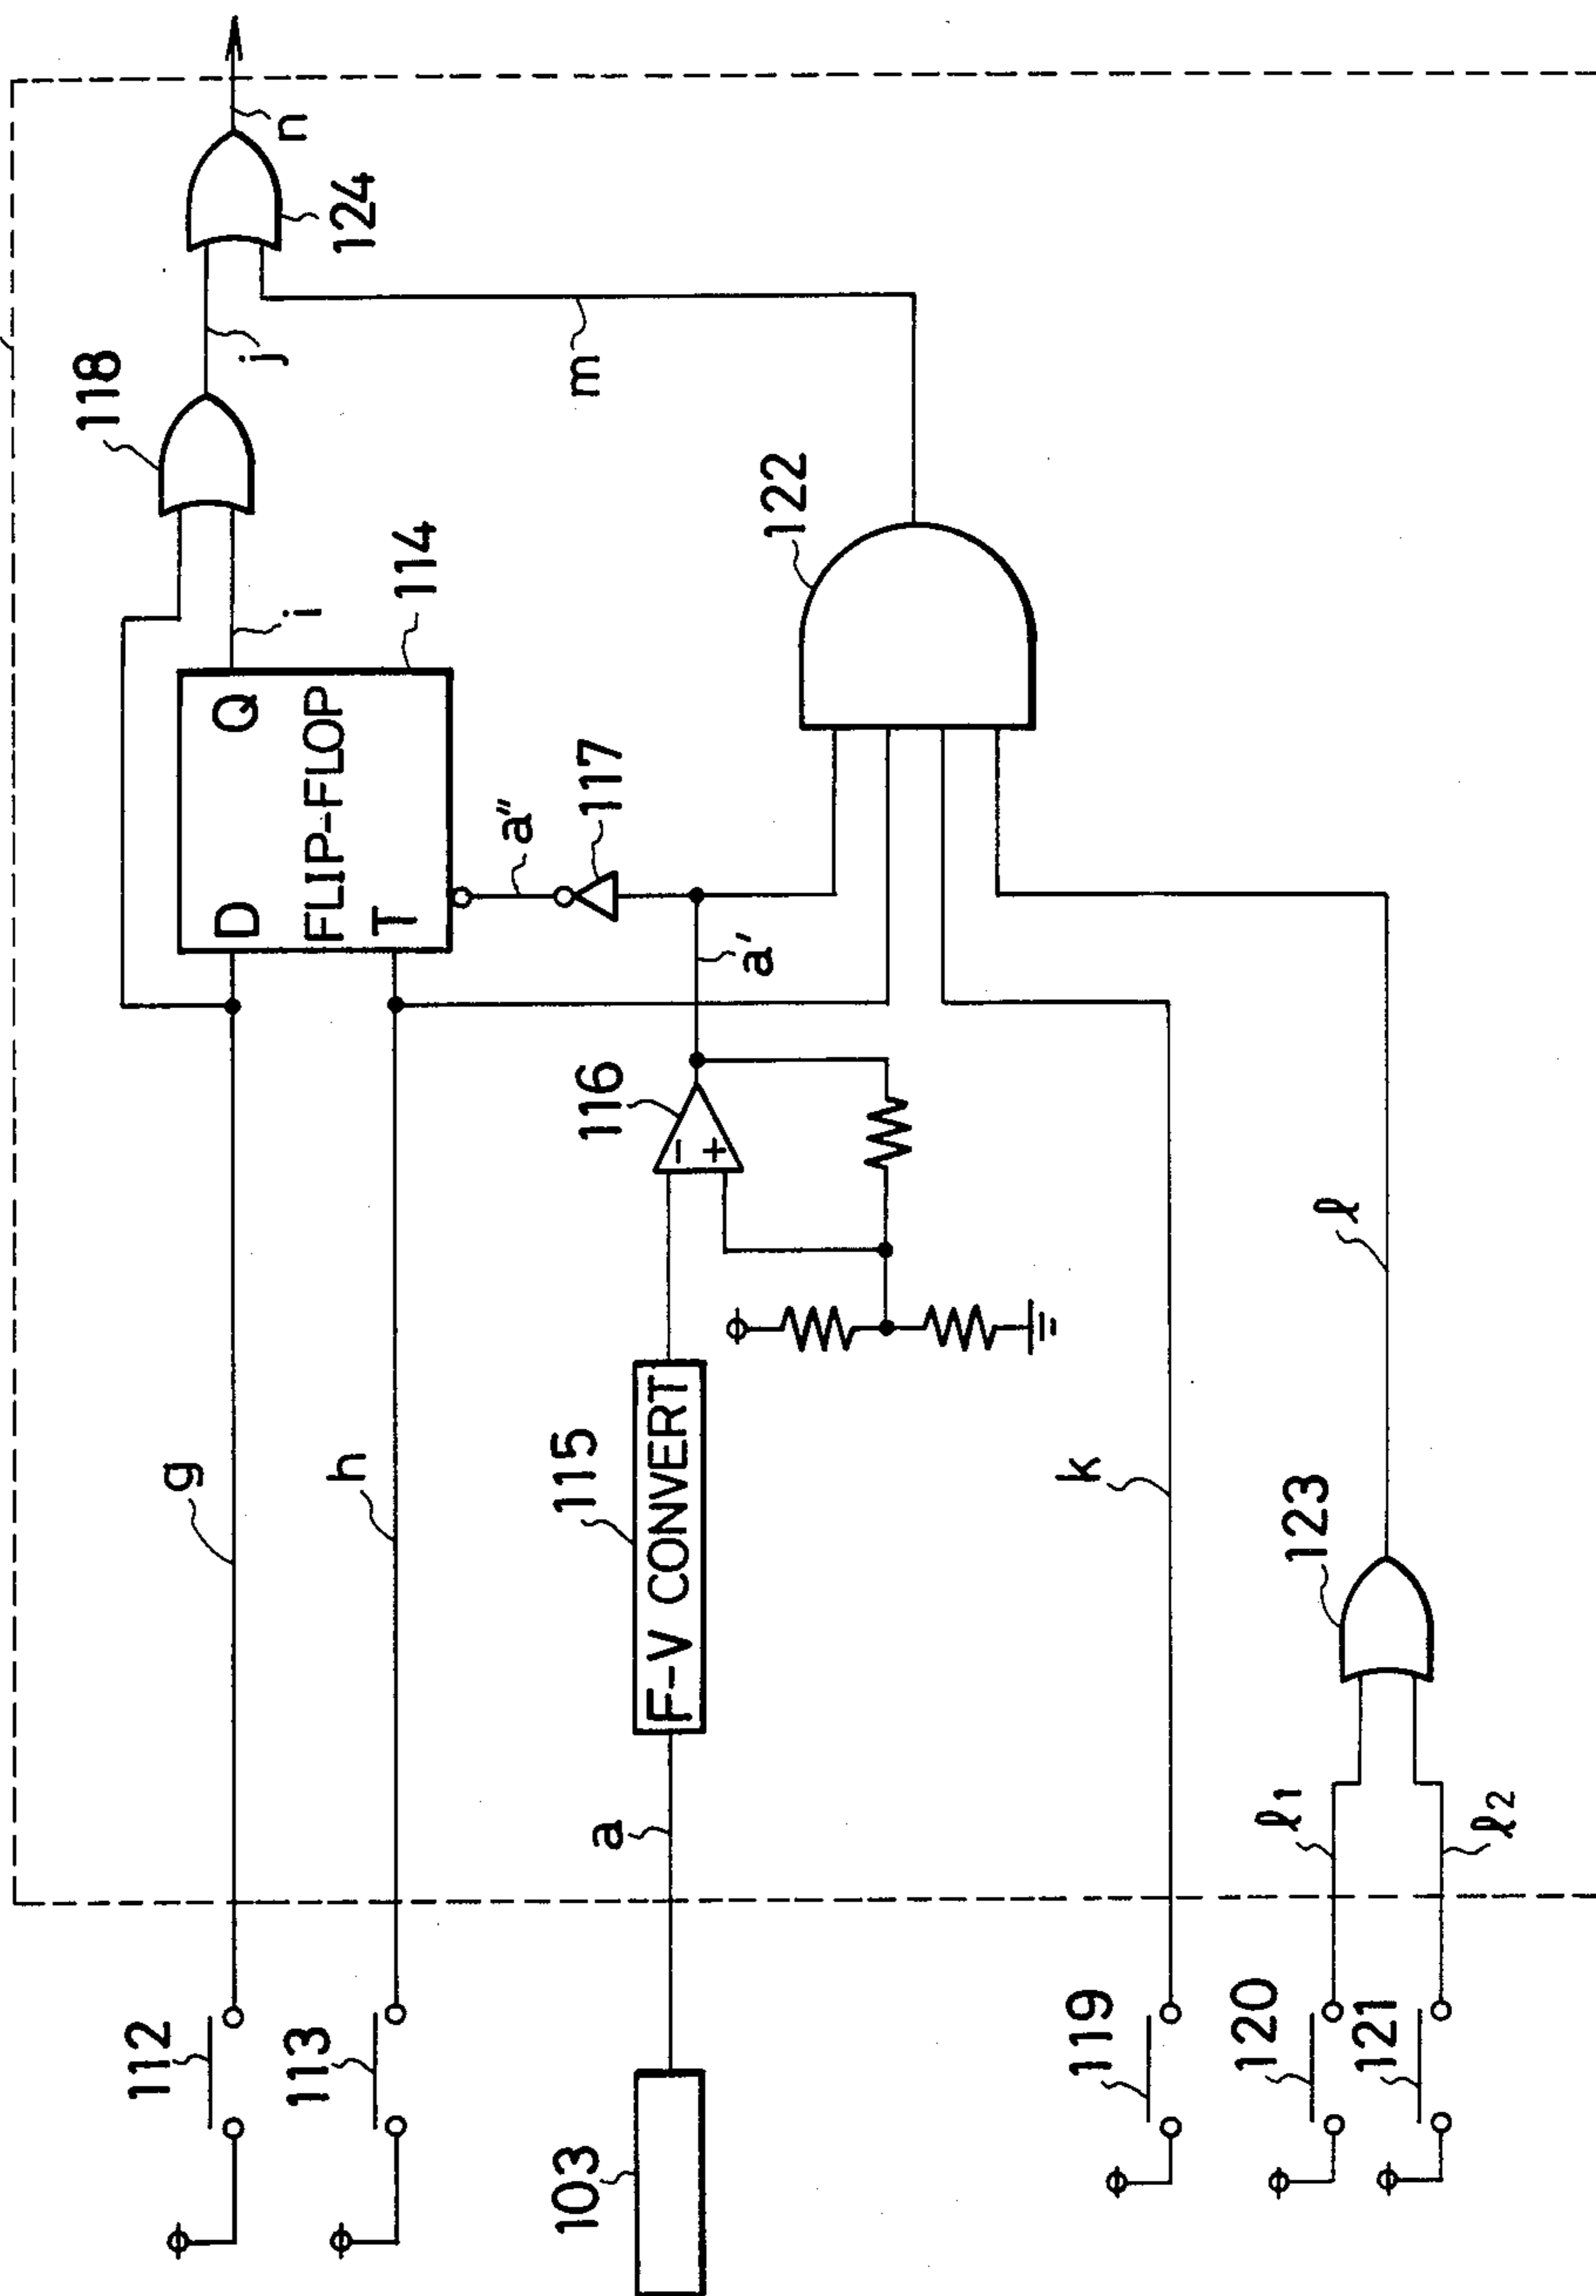 112
g
118
j
n
113
h
D
Q
i
FLIP-FLOP
T
114
124
103
a
115
F-V CONVERT
116
−
+
a'
a"
117
m
122
119
k
120
ℓ1
121
ℓ2
123
ℓ